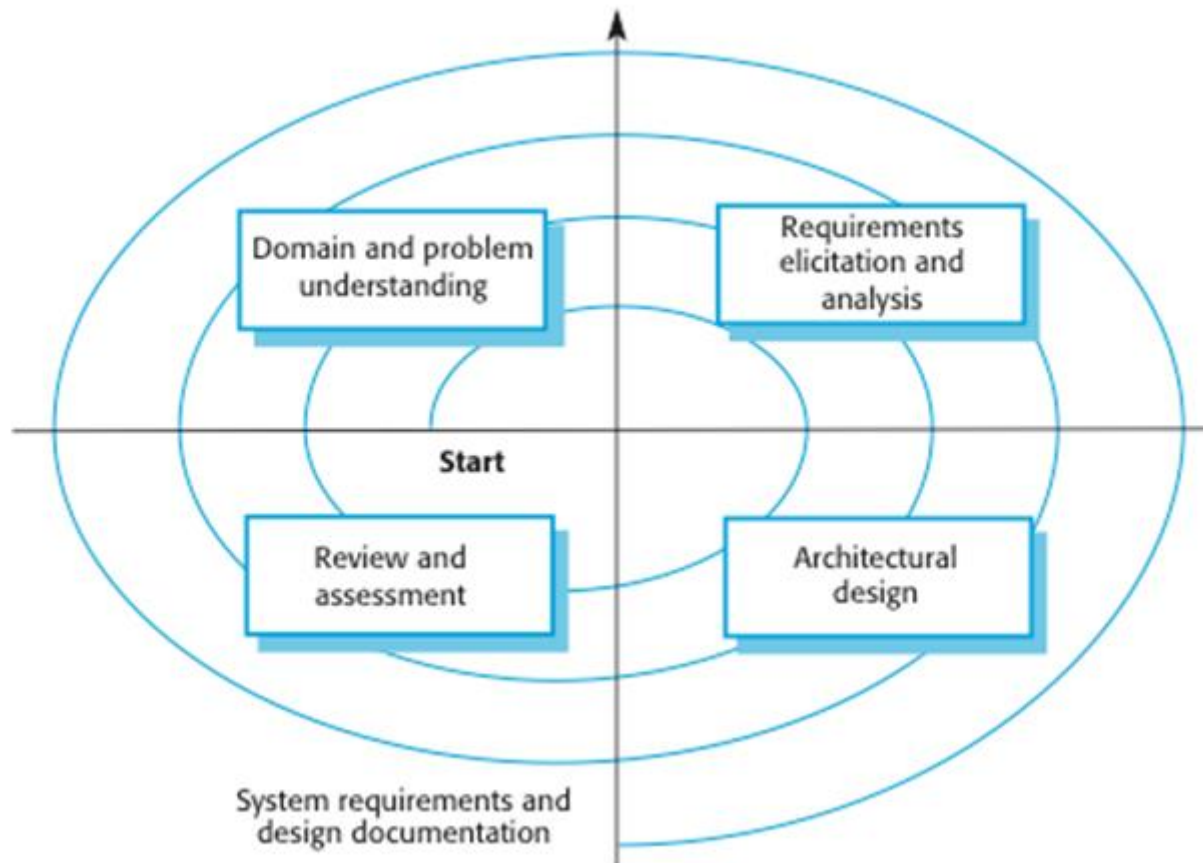 Domain and problem
understanding
Requirements
elicitation and
analysis
Start
Review and
assessment
Architectural
design
System requirements and
design documentation